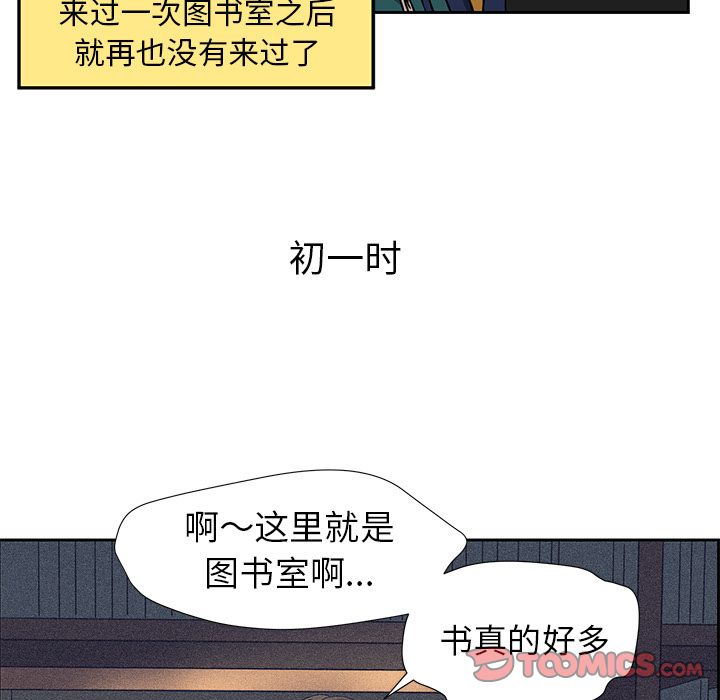 来过一次图书室之后
就再也没有来过了
初一时
啊～这里就是
图书室啊...
书真的好多
TOOMICS.COM